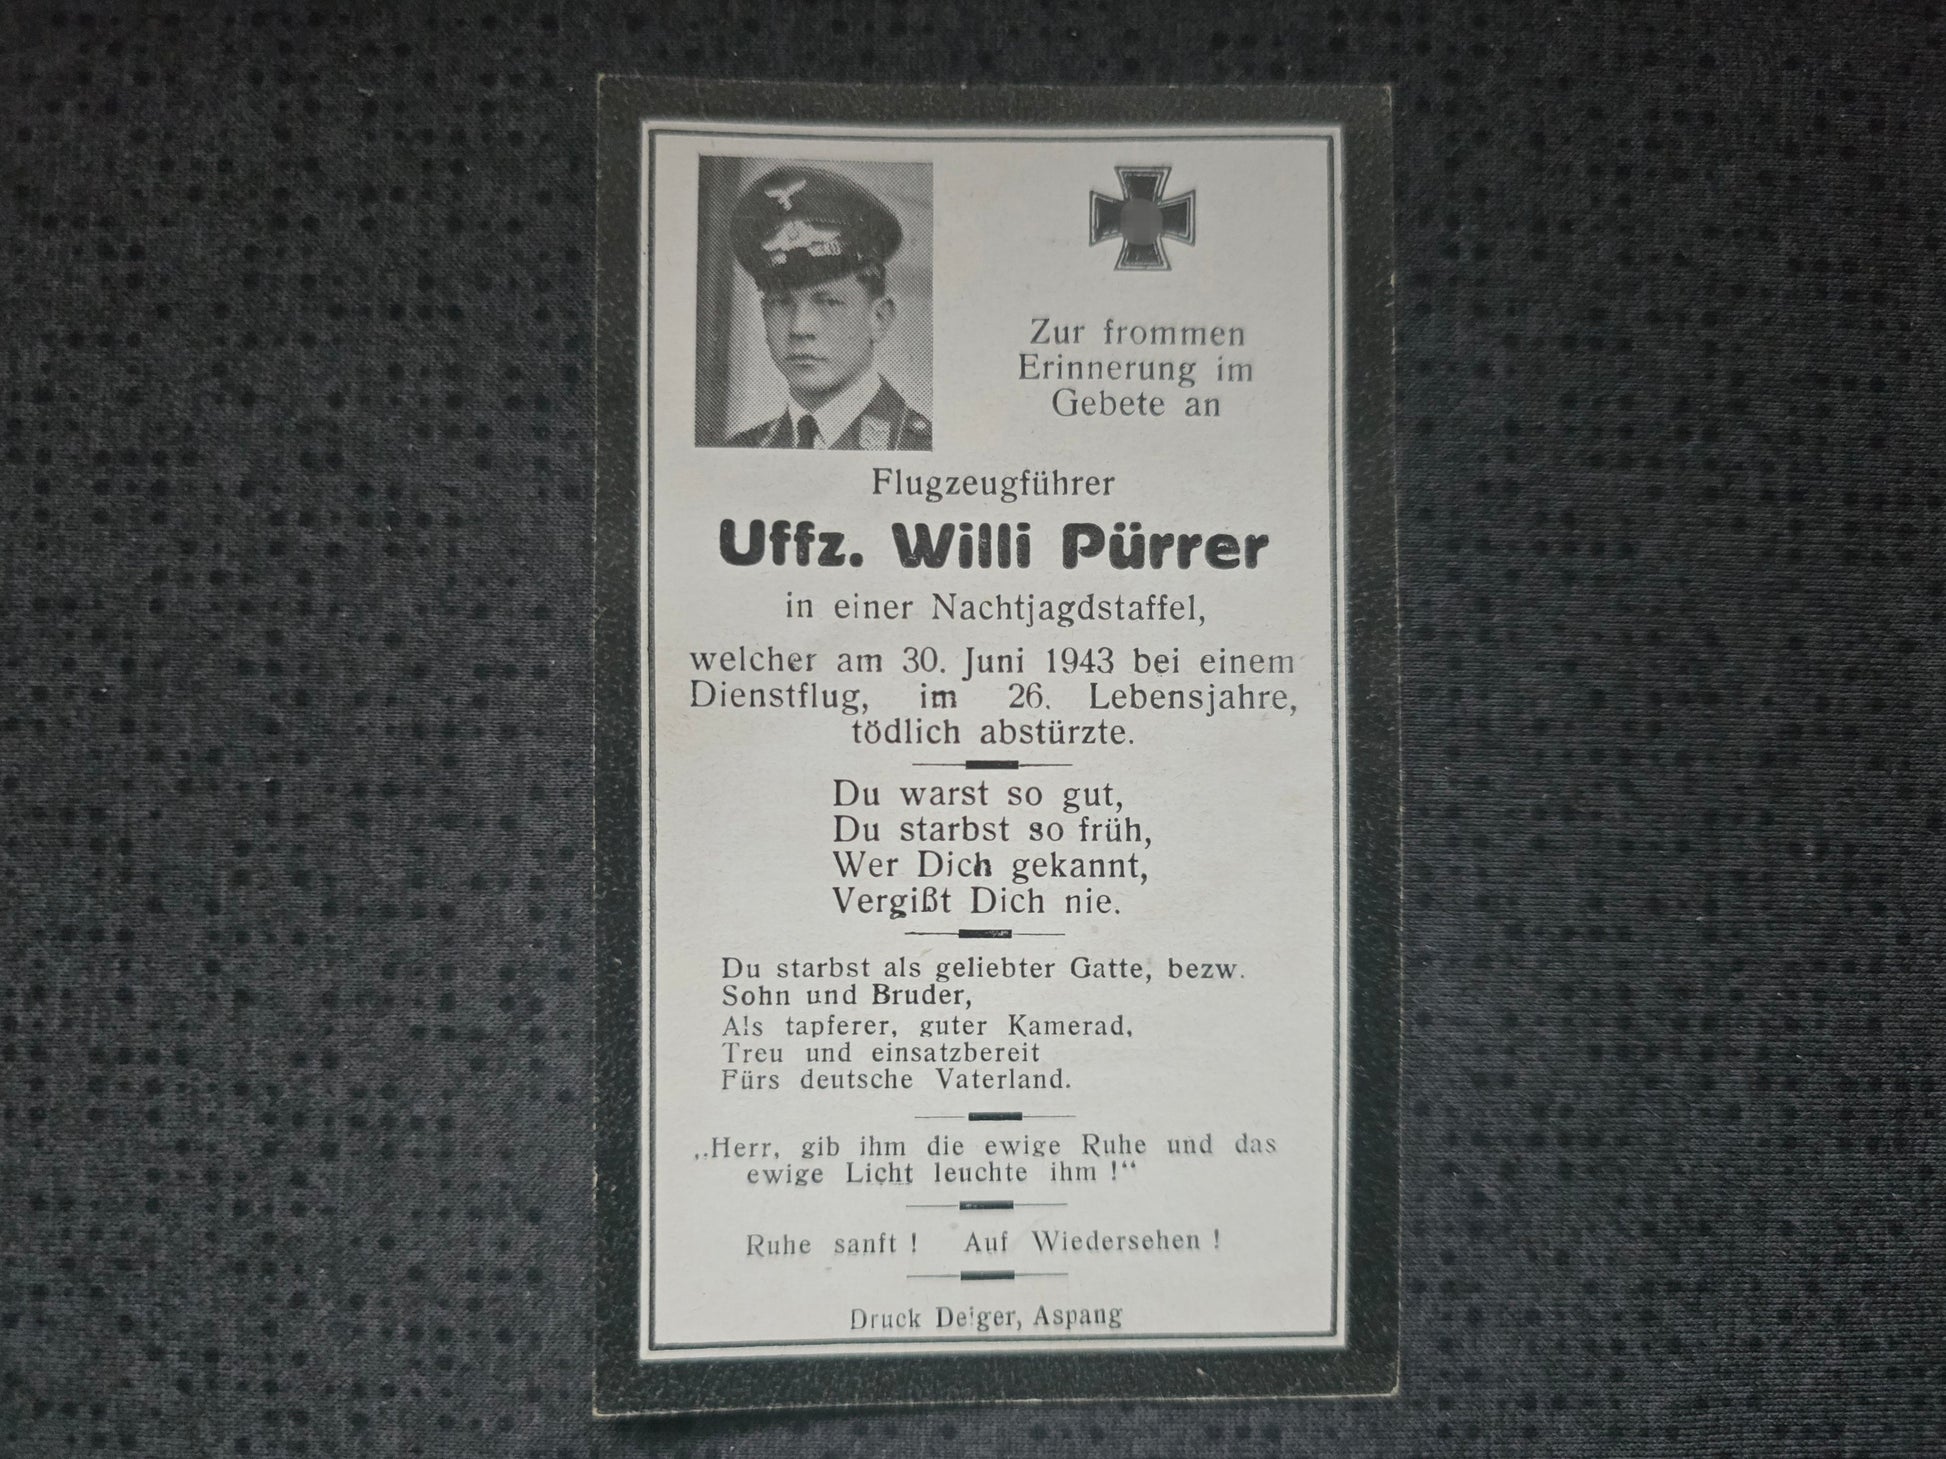 Zur frommen
Erinnerung im
Gebete an
Flugzeugführer
Uffz. Willi Pürrer
in einer Nachtjagdstaffel,
welcher am 30. Juni 1943 bei einem
Dienstflug, im 26. Lebensjahre,
tödlich abstürzte.
Du warst so gut,
Du starbst so früh,
Wer Dich gekannt,
Vergißt Dich nie.
Du starbst als geliebter Gatte, bezw.
Sohn und Bruder,
Als tapferer, guter Kamerad,
Treu und einsatzbereit
Fürs deutsche Vaterland.
„Herr, gib ihm die ewige Ruhe und das
ewige Licht leuchte ihm !“
Ruhe sanft ! Auf Wiedersehen !
Druck Deiger, Aspang